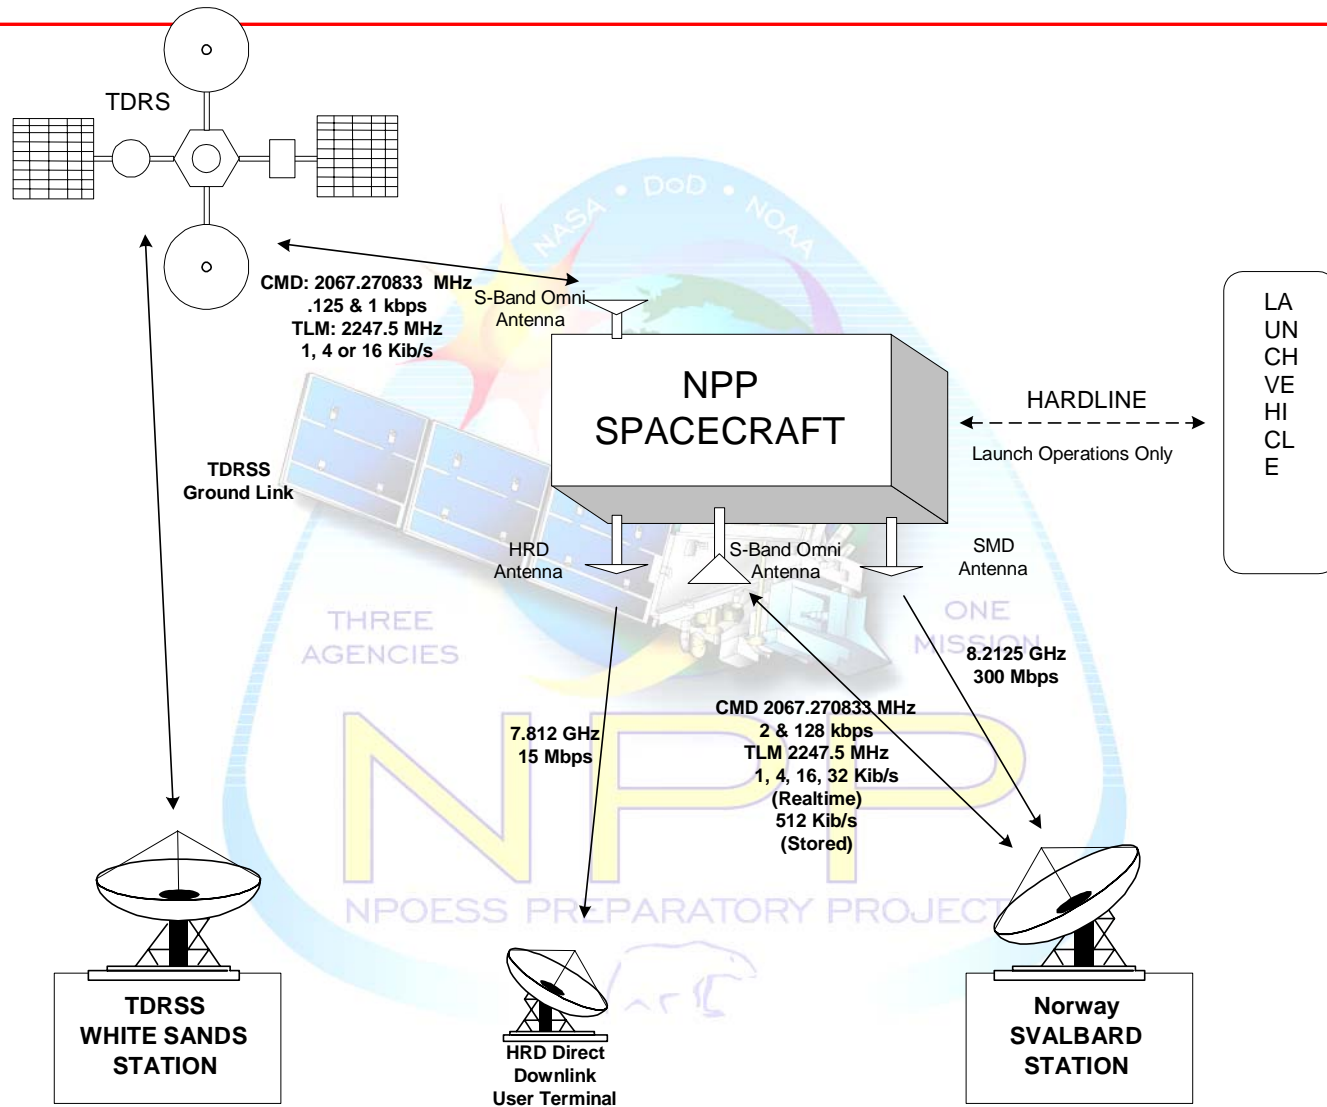 TDRS
NASA • DoD • NOAA
CMD: 2067.270833 MHz
.125 & 1 kbps
TLM: 2247.5 MHz
1, 4 or 16 Kib/s
S-Band Omni
Antenna
NPP
SPACECRAFT
HARDLINE
Launch Operations Only
LA
UN
CH
VE
HI
CL
E
TDRSS
Ground Link
HRD
Antenna
S-Band Omni
Antenna
SMD
Antenna
THREE
AGENCIES
ONE
MISSION
8.2125 GHz
300 Mbps
7.812 GHz
15 Mbps
CMD 2067.270833 MHz
2 & 128 kbps
TLM 2247.5 MHz
1, 4, 16, 32 Kib/s
(Realtime)
512 Kib/s
(Stored)
NPP
NPOESS PREPARATORY PROJECT
TDRSS
WHITE SANDS
STATION
HRD Direct
Downlink
User Terminal
Norway
SVALBARD
STATION